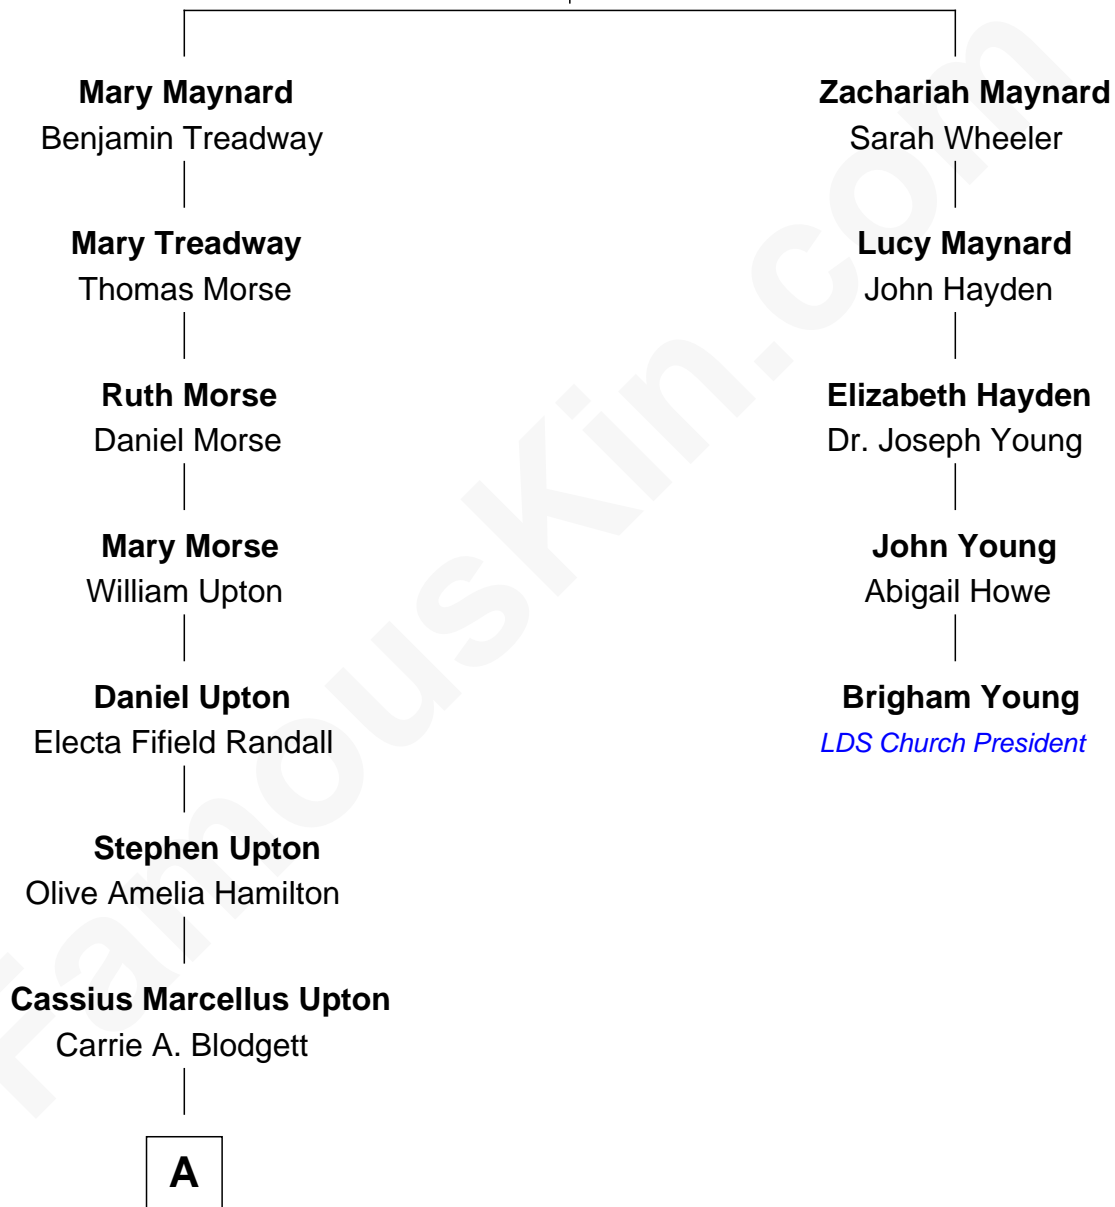 Mary Maynard
Benjamin Treadway
Mary Treadway
Thomas Morse
Ruth Morse
Daniel Morse
Mary Morse
William Upton
Daniel Upton
Electa Fifield Randall
Stephen Upton
Olive Amelia Hamilton
Cassius Marcellus Upton
Carrie A. Blodgett
A
Zachariah Maynard
Sarah Wheeler
Lucy Maynard
John Hayden
Elizabeth Hayden
Dr. Joseph Young
John Young
Abigail Howe
Brigham Young
LDS Church President
FamousKin.com